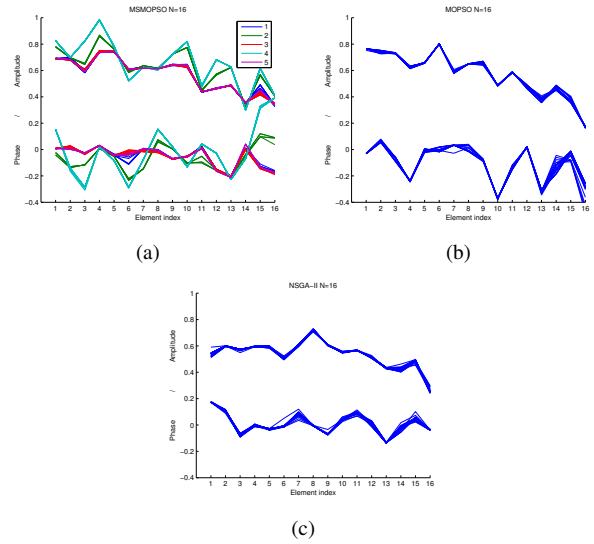 MSMOPSO N=16
1
2
3
4
5
Phase / Amplitude
1
0.8
0.6
0.4
0.2
0
−0.2
−0.4
1 2 3 4 5 6 7 8 9 10 11 12 13 14 15 16
Element index
(a)
MOPSO N=16
Phase / Amplitude
1
0.8
0.6
0.4
0.2
0
−0.2
−0.4
1 2 3 4 5 6 7 8 9 10 11 12 13 14 15 16
Element index
(b)
NSGA−II N=16
Phase / Amplitude
1
0.8
0.6
0.4
0.2
0
−0.2
−0.4
1 2 3 4 5 6 7 8 9 10 11 12 13 14 15 16
Element index
(c)